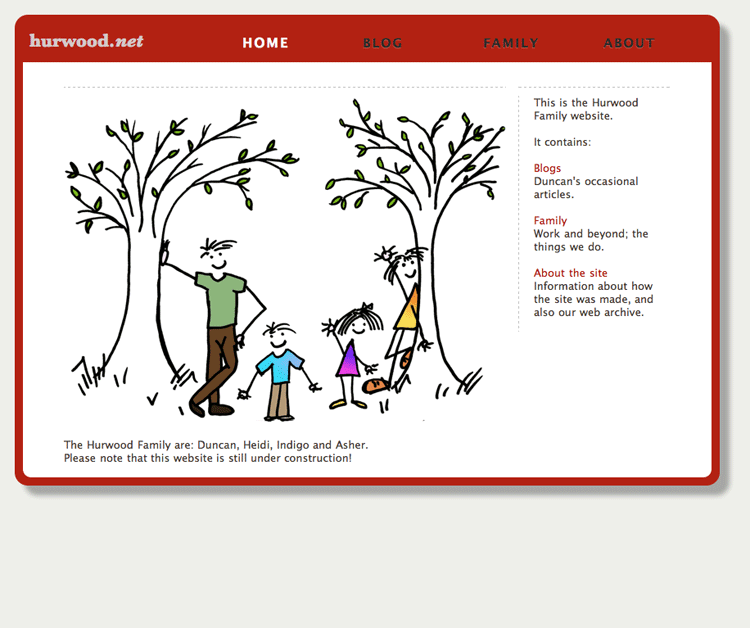 hurwood.net
HOME BLOG FAMILY ABOUT
This is the Hurwood
Family website.
It contains:
Blogs
Duncan's occasional
articles.
Family
Work and beyond; the
things we do.
About the site
Information about how
the site was made, and
also our web archive.
The Hurwood Family are: Duncan, Heidi, Indigo and Asher.
Please note that this website is still under construction!